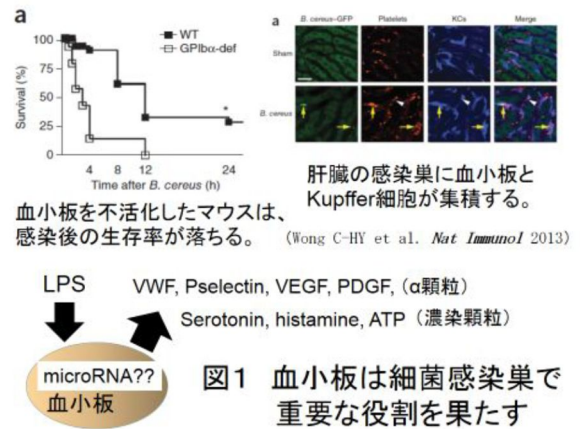 a
Survival (%)
100
75
50
25
0
4
8
12
24
Time after B. cereus (h)
WT
GPIbα-def
*
a
B. cereus-GFP
Platelets
KCs
Merge
Sham
B. cereus
血小板を不活化したマウスは、
感染後の生存率が落ちる。
肝臓の感染巣に血小板と
Kupffer細胞が集積する。
(Wong C-HY et al. Nat Immunol 2013)
LPS
VWF, Pselectin, VEGF, PDGF, (α顆粒)
Serotonin, histamine, ATP (濃染顆粒)
microRNA??
血小板
図1 血小板は細菌感染巣で
重要な役割を果たす